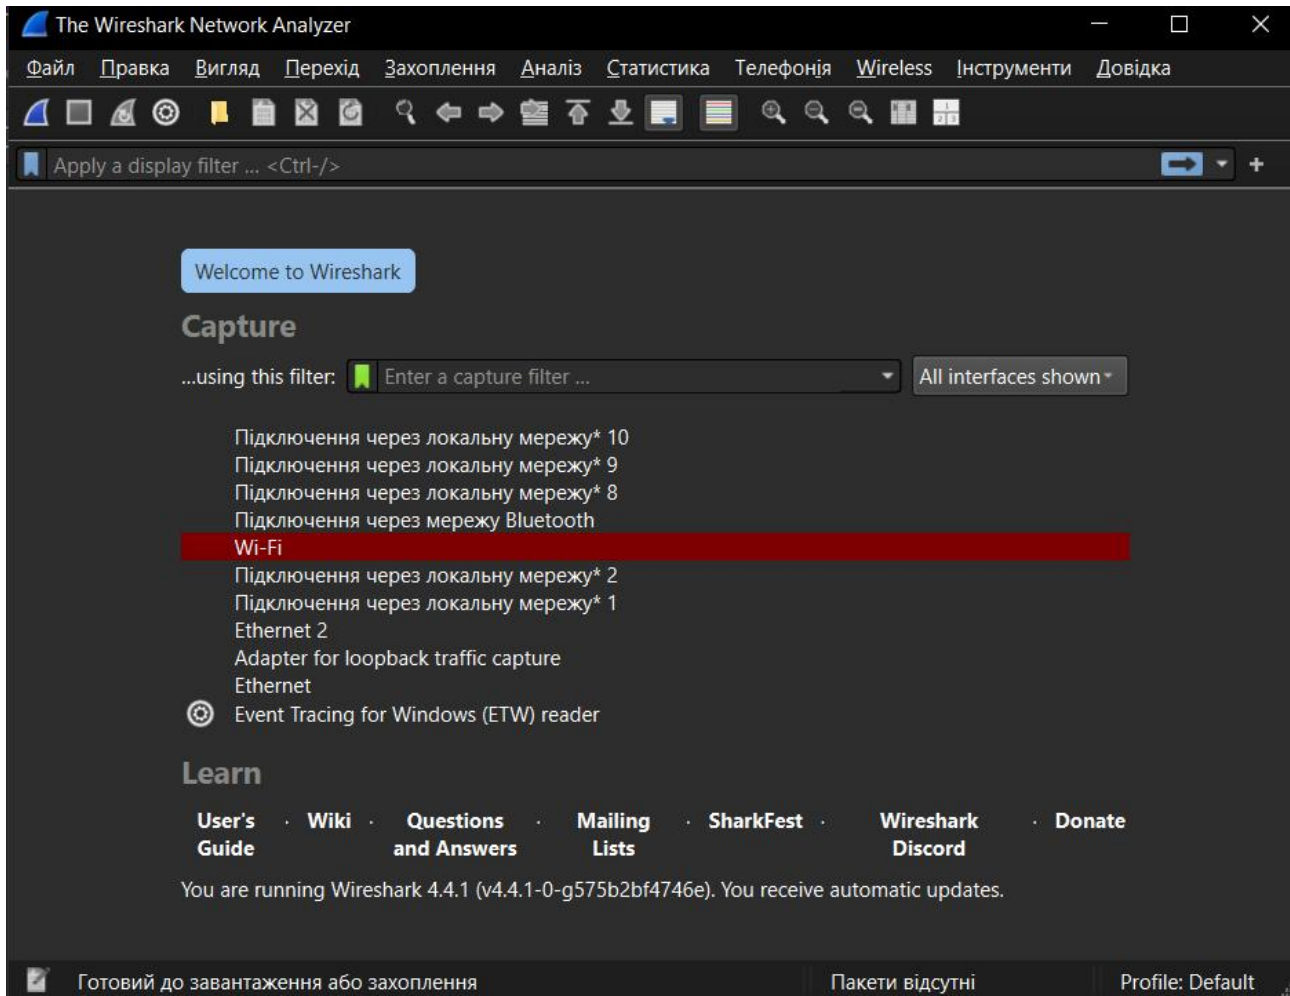 The Wireshark Network Analyzer
Файл Правка Вигляд Перехід Захоплення Аналіз Статистика Телефонія Wireless Інструменти Довідка
Apply a display filter ... <Ctrl-/>
Welcome to Wireshark
Capture
...using this filter: Enter a capture filter ... All interfaces shown
Підключення через локальну мережу* 10
Підключення через локальну мережу* 9
Підключення через локальну мережу* 8
Підключення через мережу Bluetooth
Wi-Fi
Підключення через локальну мережу* 2
Підключення через локальну мережу* 1
Ethernet 2
Adapter for loopback traffic capture
Ethernet
Event Tracing for Windows (ETW) reader
Learn
User's Guide · Wiki · Questions and Answers · Mailing Lists · SharkFest · Wireshark Discord · Donate
You are running Wireshark 4.4.1 (v4.4.1-0-g575b2bf4746e). You receive automatic updates.
Готовий до завантаження або захоплення Пакети відсутні Profile: Default